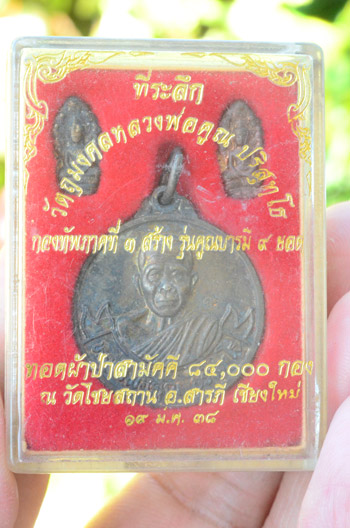 ที่ระลึก
วัตถุมงคลหลวงพ่อคูณ ปริสุทโธ
กองทัพภาคที่ ๓ สร้าง รุ่นคูณบารมี ๙ ยอด
ทอดผ้าป่าสามัคคี ๘๔,๐๐๐ กอง
ณ วัดไชยสถาน อ.สารภี เชียงใหม่
๑๙ ม.ค. ๓๘